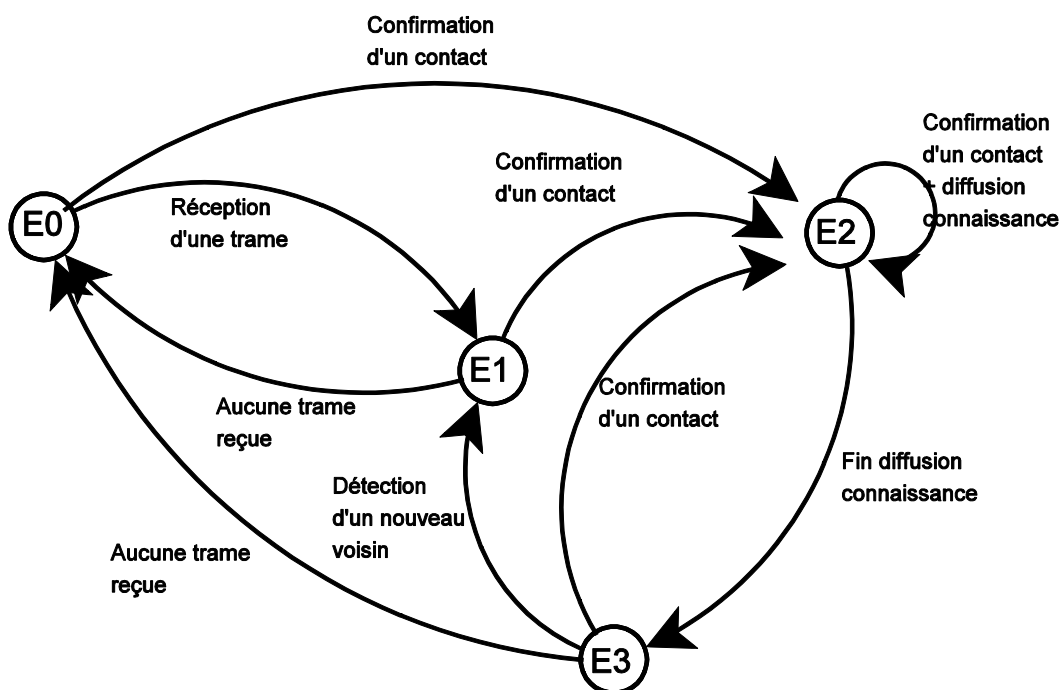 Confirmation
d'un contact
Confirmation
d'un contact
+ diffusion
connaissance
Confirmation
d'un contact
Réception
d'une trame
E0
E2
E1
Confirmation
d'un contact
Aucune trame
reçue
Fin diffusion
connaissance
Détection
d'un nouveau
voisin
Aucune trame
reçue
E3